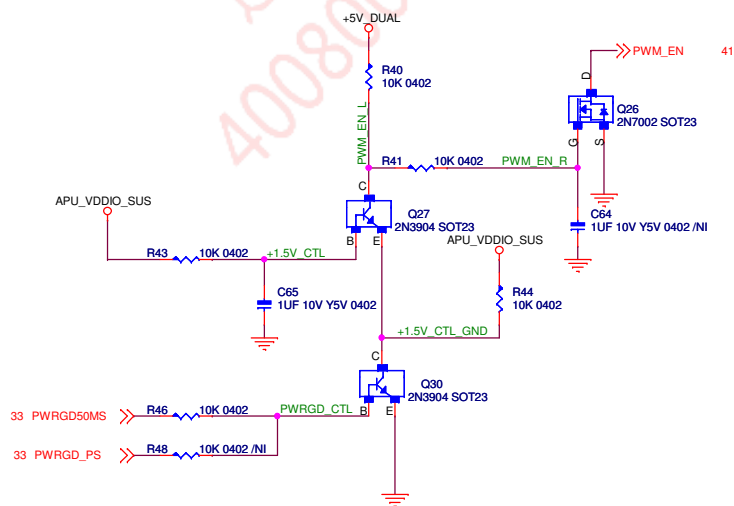 400800
+5V_DUAL
R40
10K 0402
PWM_EN_L
PWM_EN
41
D
Q26
2N7002 SOT23
G
S
R41
10K 0402
PWM_EN_R
C
Q27
2N3904 SOT23
B
E
APU_VDDIO_SUS
C64
1UF 10V Y5V 0402 /NI
R43
10K 0402
+1.5V_CTL
APU_VDDIO_SUS
C65
1UF 10V Y5V 0402
R44
10K 0402
+1.5V_CTL_GND
C
Q30
2N3904 SOT23
B
E
33 PWRGD50MS
R46
10K 0402
PWRGD_CTL
33 PWRGD_PS
R48
10K 0402 /NI